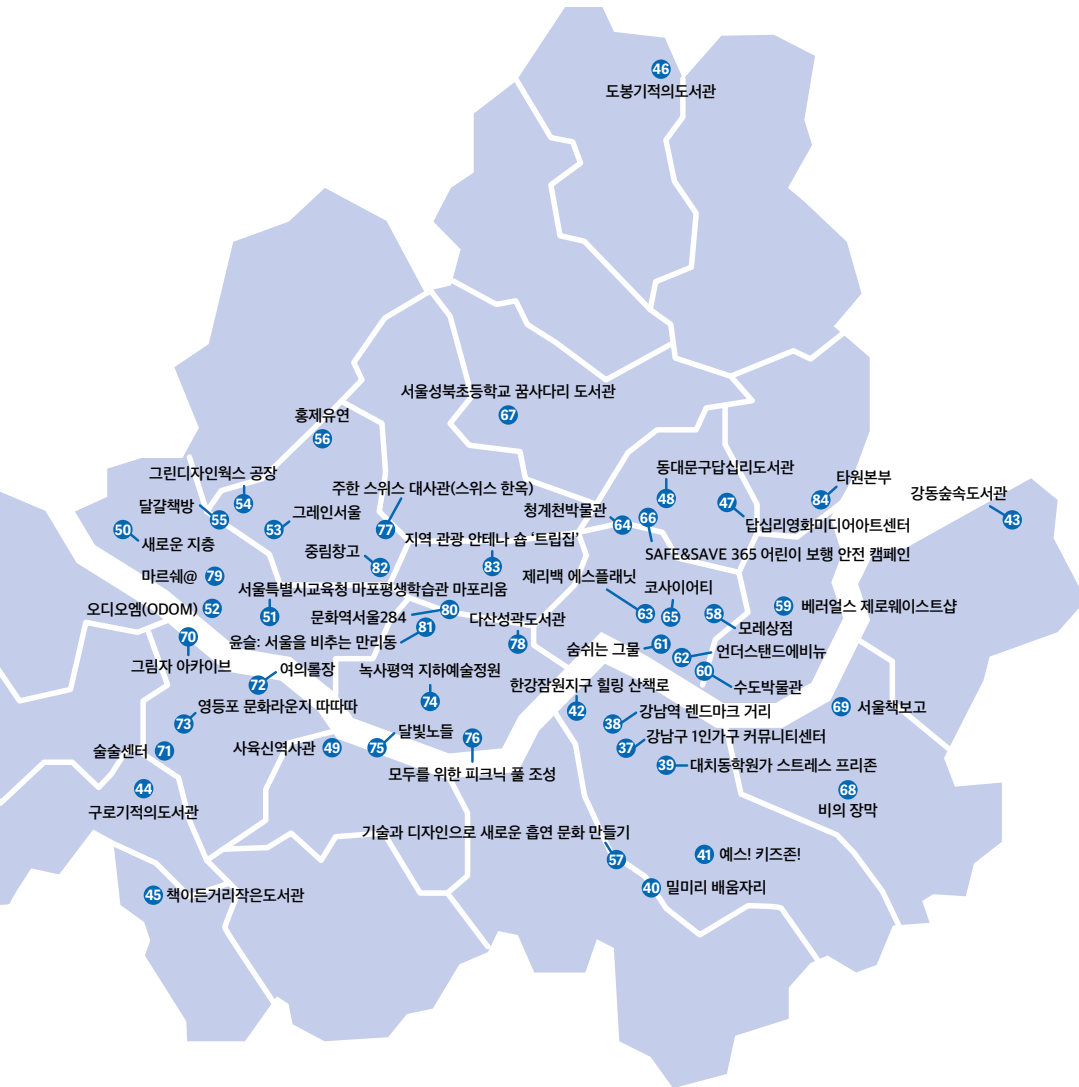 46
도봉기적의도서관
서울성북초등학교 꿈사다리 도서관
67
홍제유연
56
그린디자인웍스 공장
54
달걀책방
55
주한 스위스 대사관(스위스 한옥)
77
그레인서울
53
50
새로운 지층
동대문구답십리도서관
48
47
답십리영화미디어아트센터
타원본부
84
강동숲속도서관
43
청계천박물관
64
66
SAFE&SAVE 365 어린이 보행 안전 캠페인
지역 관광 안테나 숍 ‘트립집’
83
중림창고
82
마르쉐@
79
서울특별시교육청 마포평생학습관 마포리움
51
제리백 에스플래닛
63
코사이어티
65
58
모레상점
59
베러얼스 제로웨이스트샵
오디오엠(ODOM)
52
문화역서울284
80
윤슬: 서울을 비추는 만리동
81
다산성곽도서관
78
70
그림자 아카이브
숨쉬는 그물
61
62
언더스탠드에비뉴
60
수도박물관
여의롤장
72
녹사평역 지하예술정원
74
한강잠원지구 힐링 산책로
42
영등포 문화라운지 따따따
73
38
강남역 렌드마크 거리
37
강남구 1인가구 커뮤니티센터
69
서울책보고
술술센터
71
사육신역사관
49
달빛노들
75
76
모두를 위한 피크닉 풀 조성
39
대치동학원가 스트레스 프리존
44
구로기적의도서관
68
비의 장막
기술과 디자인으로 새로운 흡연 문화 만들기
57
41
예스! 키즈존!
40
밀미리 배움자리
45
책이든거리작은도서관